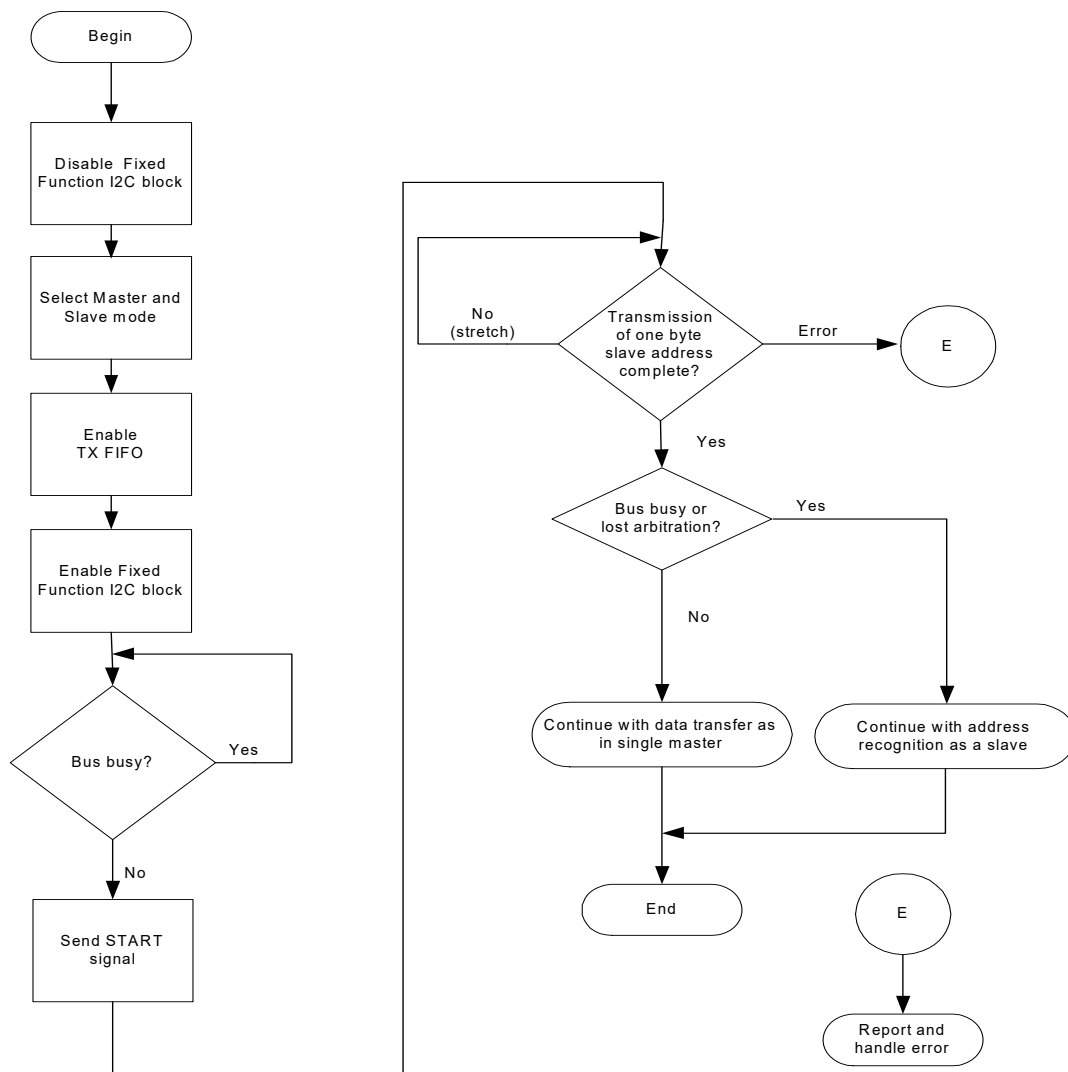 Begin
Disable Fixed
Function I2C block
Select Master and
Slave mode
Enable
TX FIFO
Enable Fixed
Function I2C block
Bus busy?
Yes
No
Send START
signal
No
(stretch)
Transmission
of one byte
slave address
complete?
Error
E
Yes
Bus busy or
lost arbitration?
Yes
No
Continue with data transfer as
in single master
Continue with address
recognition as a slave
End
E
Report and
handle error